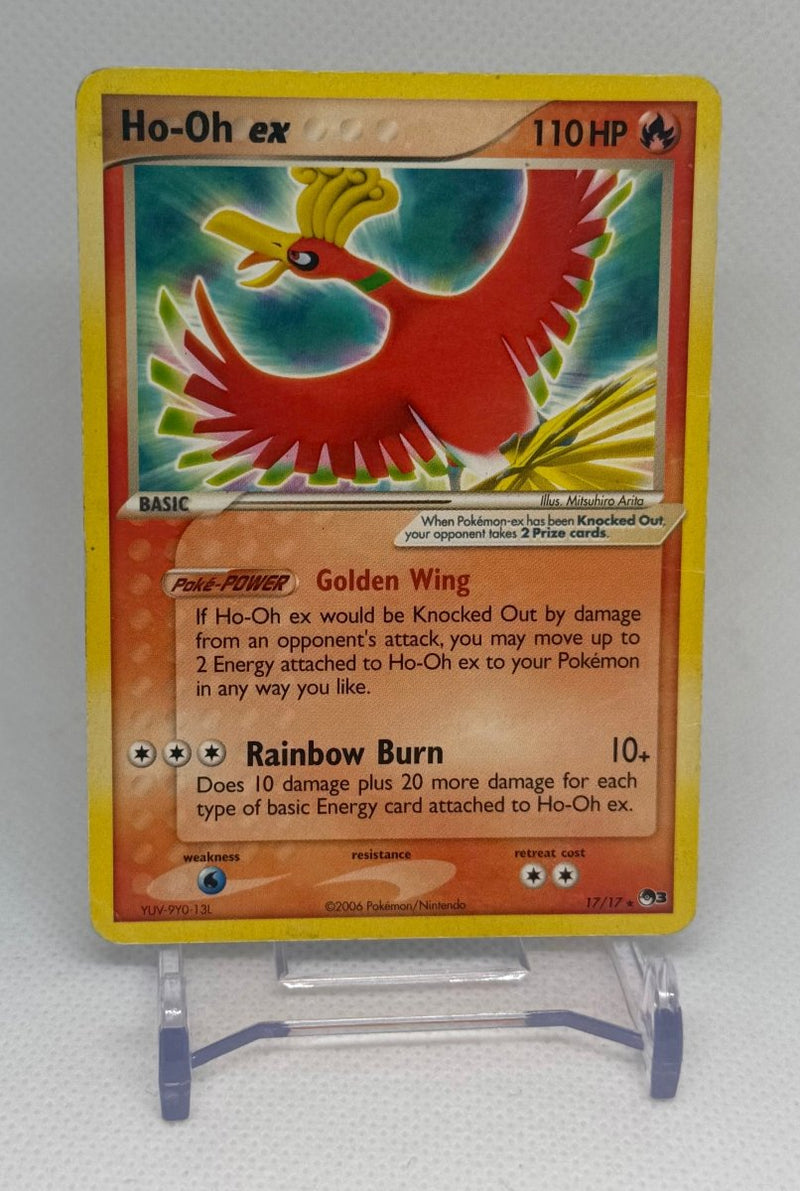 Ho-Oh ex 110 HP
BASIC
Illus. Mitsuhiro Arita
When Pokémon-ex has been Knocked Out,
your opponent takes 2 Prize cards.
Poké-POWER Golden Wing
If Ho-Oh ex would be Knocked Out by damage
from an opponent's attack, you may move up to
2 Energy attached to Ho-Oh ex to your Pokémon
in any way you like.
Rainbow Burn 10+
Does 10 damage plus 20 more damage for each
type of basic Energy card attached to Ho-Oh ex.
weakness resistance retreat cost
YUV-9Y0-13L ©2006 Pokémon/Nintendo 17/17 ★ 3